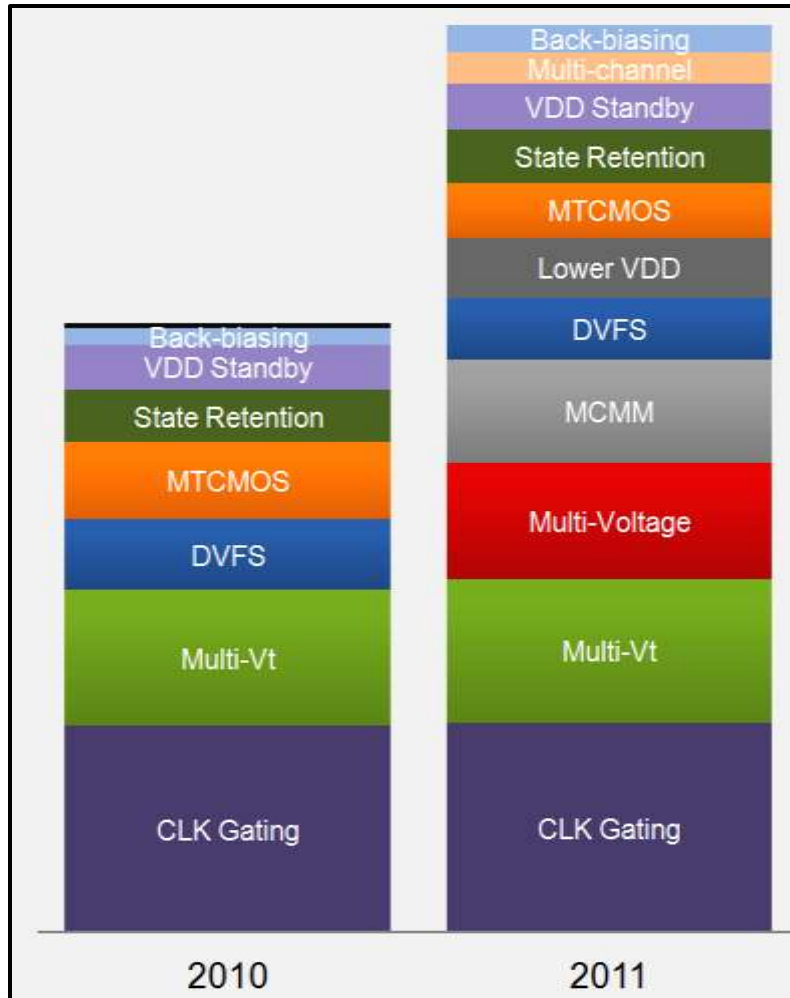 Back-biasing
VDD Standby
State Retention
MTCMOS
DVFS
Multi-Vt
CLK Gating
2010
Back-biasing
Multi-channel
VDD Standby
State Retention
MTCMOS
Lower VDD
DVFS
MCMM
Multi-Voltage
Multi-Vt
CLK Gating
2011